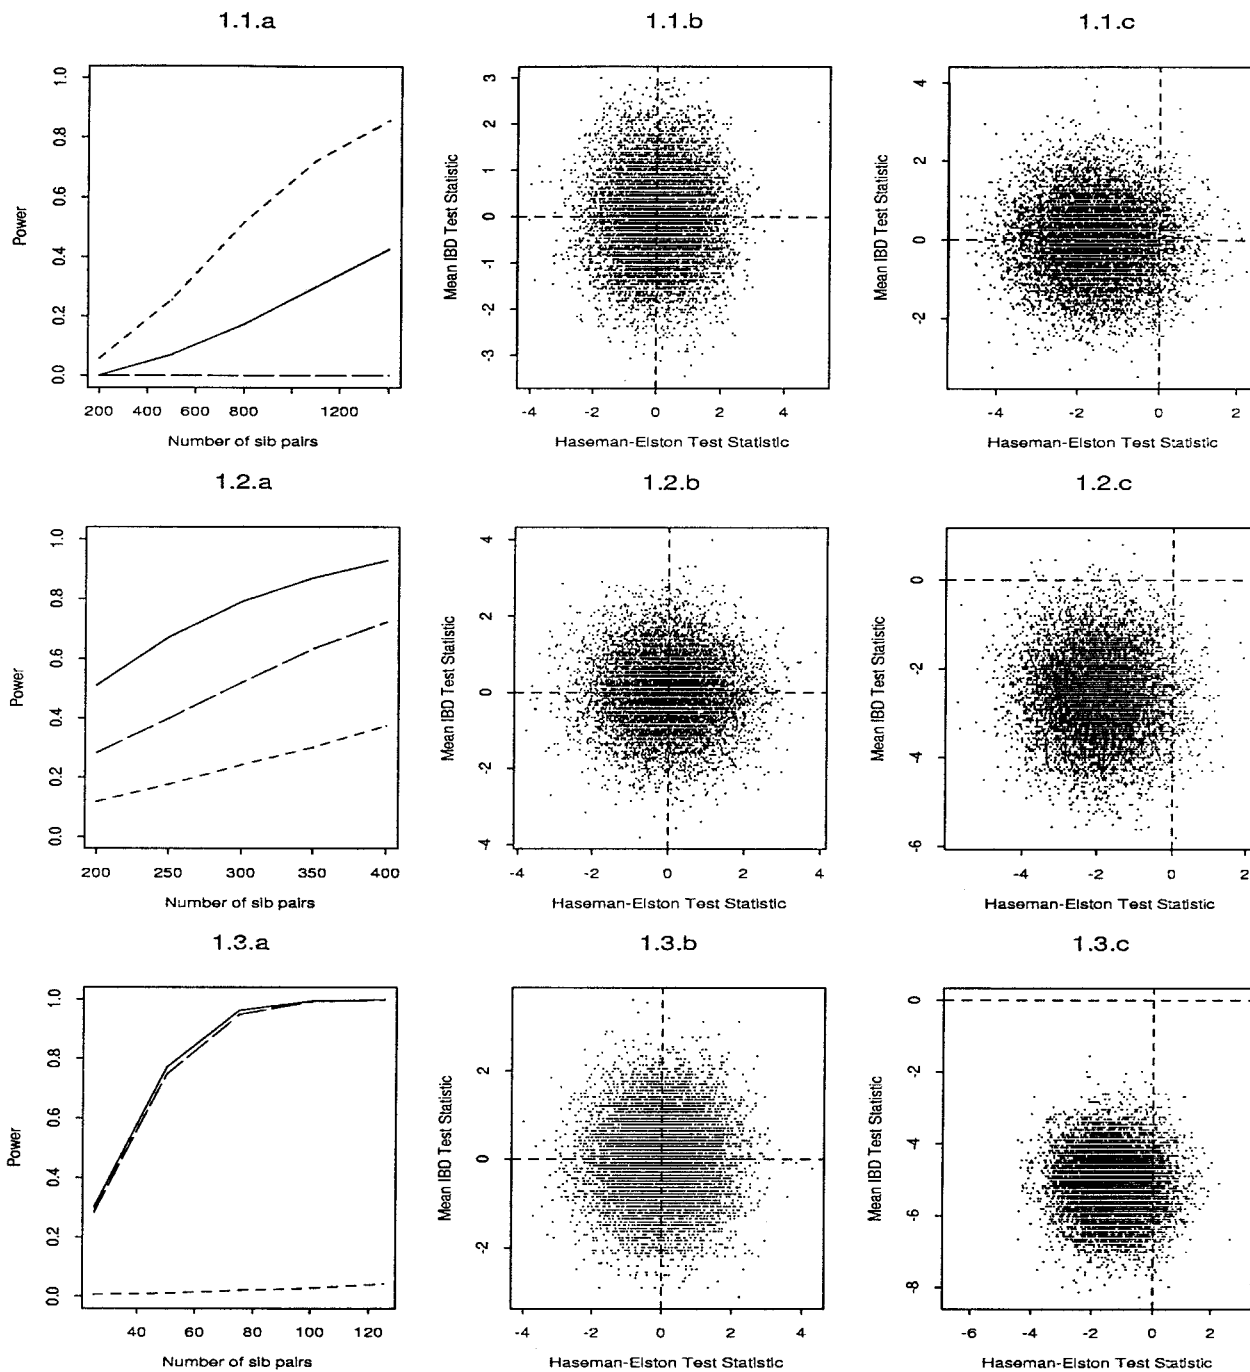 1.1.a
1.1.b
1.1.c
Power
0.0 0.2 0.4 0.6 0.8 1.0
200 400 600 800 1200
Number of sib pairs
Mean IBD Test Statistic
-3 -2 -1 0 1 2 3
-4 -2 0 2 4
Haseman-Elston Test Statistic
Mean IBD Test Statistic
-2 0 2 4
-4 -2 0 2
Haseman-Elston Test Statistic
1.2.a
1.2.b
1.2.c
Power
0.0 0.2 0.4 0.6 0.8 1.0
200 250 300 350 400
Number of sib pairs
Mean IBD Test Statistic
-4 -2 0 2 4
-4 -2 0 2 4
Haseman-Elston Test Statistic
Mean IBD Test Statistic
-6 -4 -2 0
-4 -2 0 2
Haseman-Elston Test Statistic
1.3.a
1.3.b
1.3.c
Power
0.0 0.2 0.4 0.6 0.8 1.0
40 60 80 100 120
Number of sib pairs
Mean IBD Test Statistic
-2 0 2
-4 -2 0 2 4
Haseman-Elston Test Statistic
Mean IBD Test Statistic
-8 -6 -4 -2 0
-6 -4 -2 0 2
Haseman-Elston Test Statistic